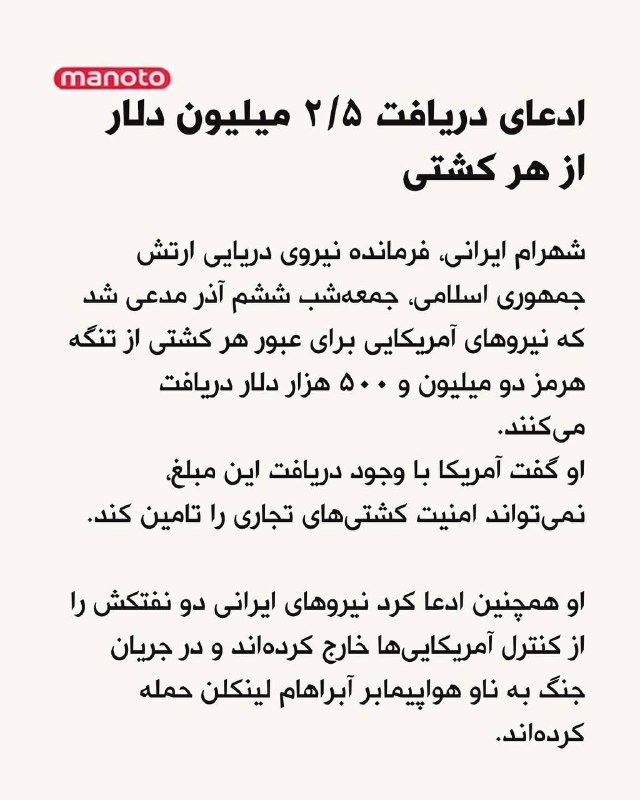 manoto
ادعای دریافت ۲/۵ میلیون دلار
از هر کشتی
شهرام ایرانی، فرمانده نیروی دریایی ارتش
جمهوری اسلامی، جمعه‌شب ششم آذر مدعی شد
که نیروهای آمریکایی برای عبور هر کشتی از تنگه
هرمز دو میلیون و ۵۰۰ هزار دلار دریافت
می‌کنند.
او گفت آمریکا با وجود دریافت این مبلغ،
نمی‌تواند امنیت کشتی‌های تجاری را تامین کند.
او همچنین ادعا کرد نیروهای ایرانی دو نفتکش را
از کنترل آمریکایی‌ها خارج کرده‌اند و در جریان
جنگ به ناو هواپیمابر آبراهام لینکلن حمله
کرده‌اند.